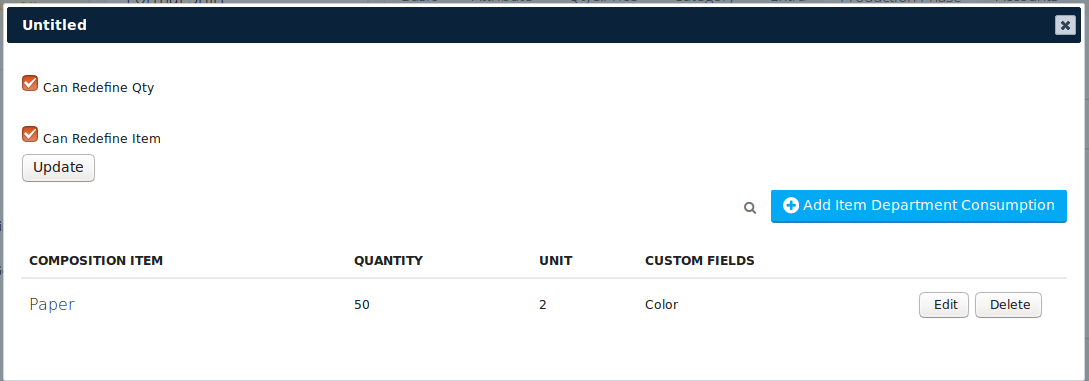 Untitled
Can Redefine Qty
Can Redefine Item
Update
Add Item Department Consumption
COMPOSITION ITEM QUANTITY UNIT CUSTOM FIELDS
Paper 50 2 Color Edit Delete